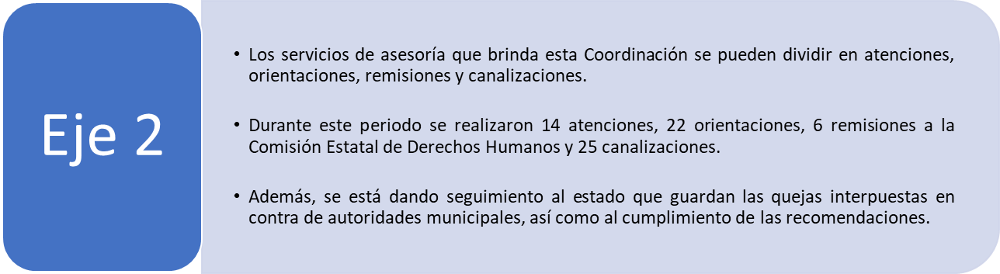 Eje 2
• Los servicios de asesoría que brinda esta Coordinación se pueden dividir en atenciones,
orientaciones, remisiones y canalizaciones.
• Durante este periodo se realizaron 14 atenciones, 22 orientaciones, 6 remisiones a la
Comisión Estatal de Derechos Humanos y 25 canalizaciones.
• Además, se está dando seguimiento al estado que guardan las quejas interpuestas en
contra de autoridades municipales, así como al cumplimiento de las recomendaciones.